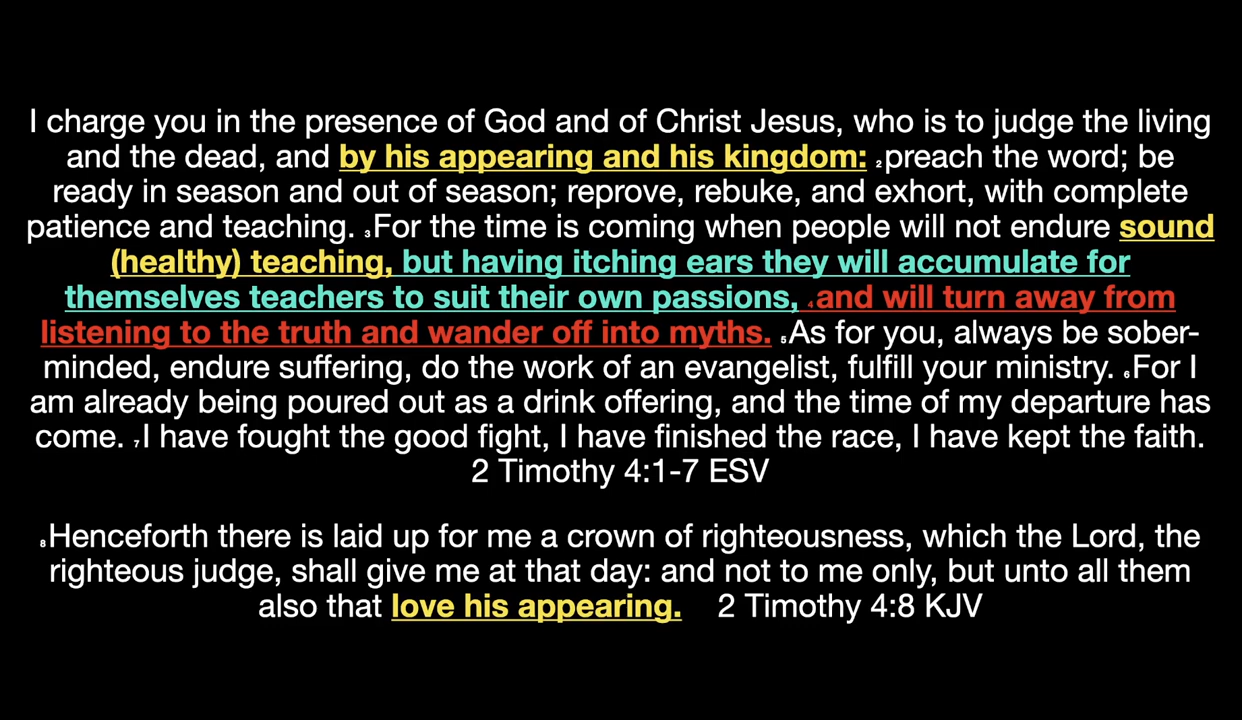 I charge you in the presence of God and of Christ Jesus, who is to judge the living
and the dead, and by his appearing and his kingdom: 2preach the word; be
ready in season and out of season; reprove, rebuke, and exhort, with complete
patience and teaching. 3For the time is coming when people will not endure sound
(healthy) teaching, but having itching ears they will accumulate for
themselves teachers to suit their own passions, 4and will turn away from
listening to the truth and wander off into myths. 5As for you, always be sober-
minded, endure suffering, do the work of an evangelist, fulfill your ministry. 6For I
am already being poured out as a drink offering, and the time of my departure has
come. 7I have fought the good fight, I have finished the race, I have kept the faith.
2 Timothy 4:1-7 ESV
8Henceforth there is laid up for me a crown of righteousness, which the Lord, the
righteous judge, shall give me at that day: and not to me only, but unto all them
also that love his appearing. 2 Timothy 4:8 KJV